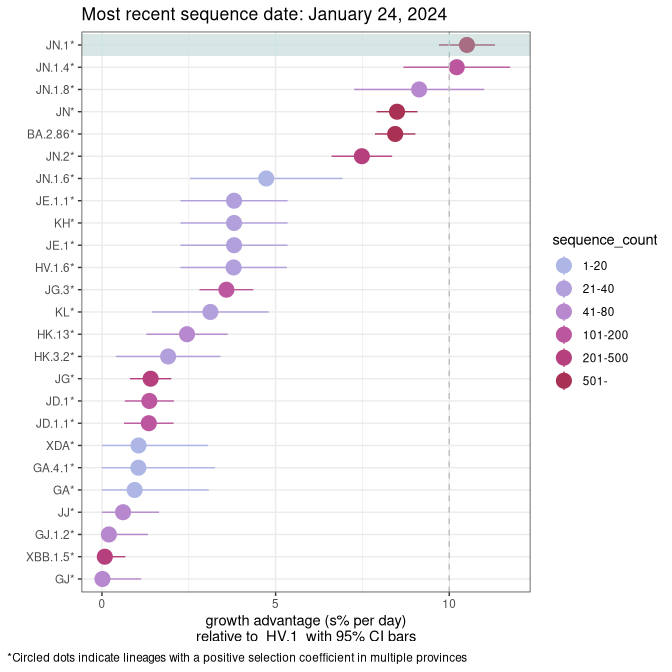 Most recent sequence date: January 24, 2024
JN.1*
JN.1.4*
JN.1.8*
JN*
BA.2.86*
JN.2*
JN.1.6*
JE.1.1*
KH*
JE.1*
HV.1.6*
JG.3*
KL*
HK.13*
HK.3.2*
JG*
JD.1*
JD.1.1*
XDA*
GA.4.1*
GA*
JJ*
GJ.1.2*
XBB.1.5*
GJ*
0 5 10
growth advantage (s% per day)
relative to HV.1 with 95% CI bars
sequence_count
1-20
21-40
41-80
101-200
201-500
501-
*Circled dots indicate lineages with a positive selection coefficient in multiple provinces